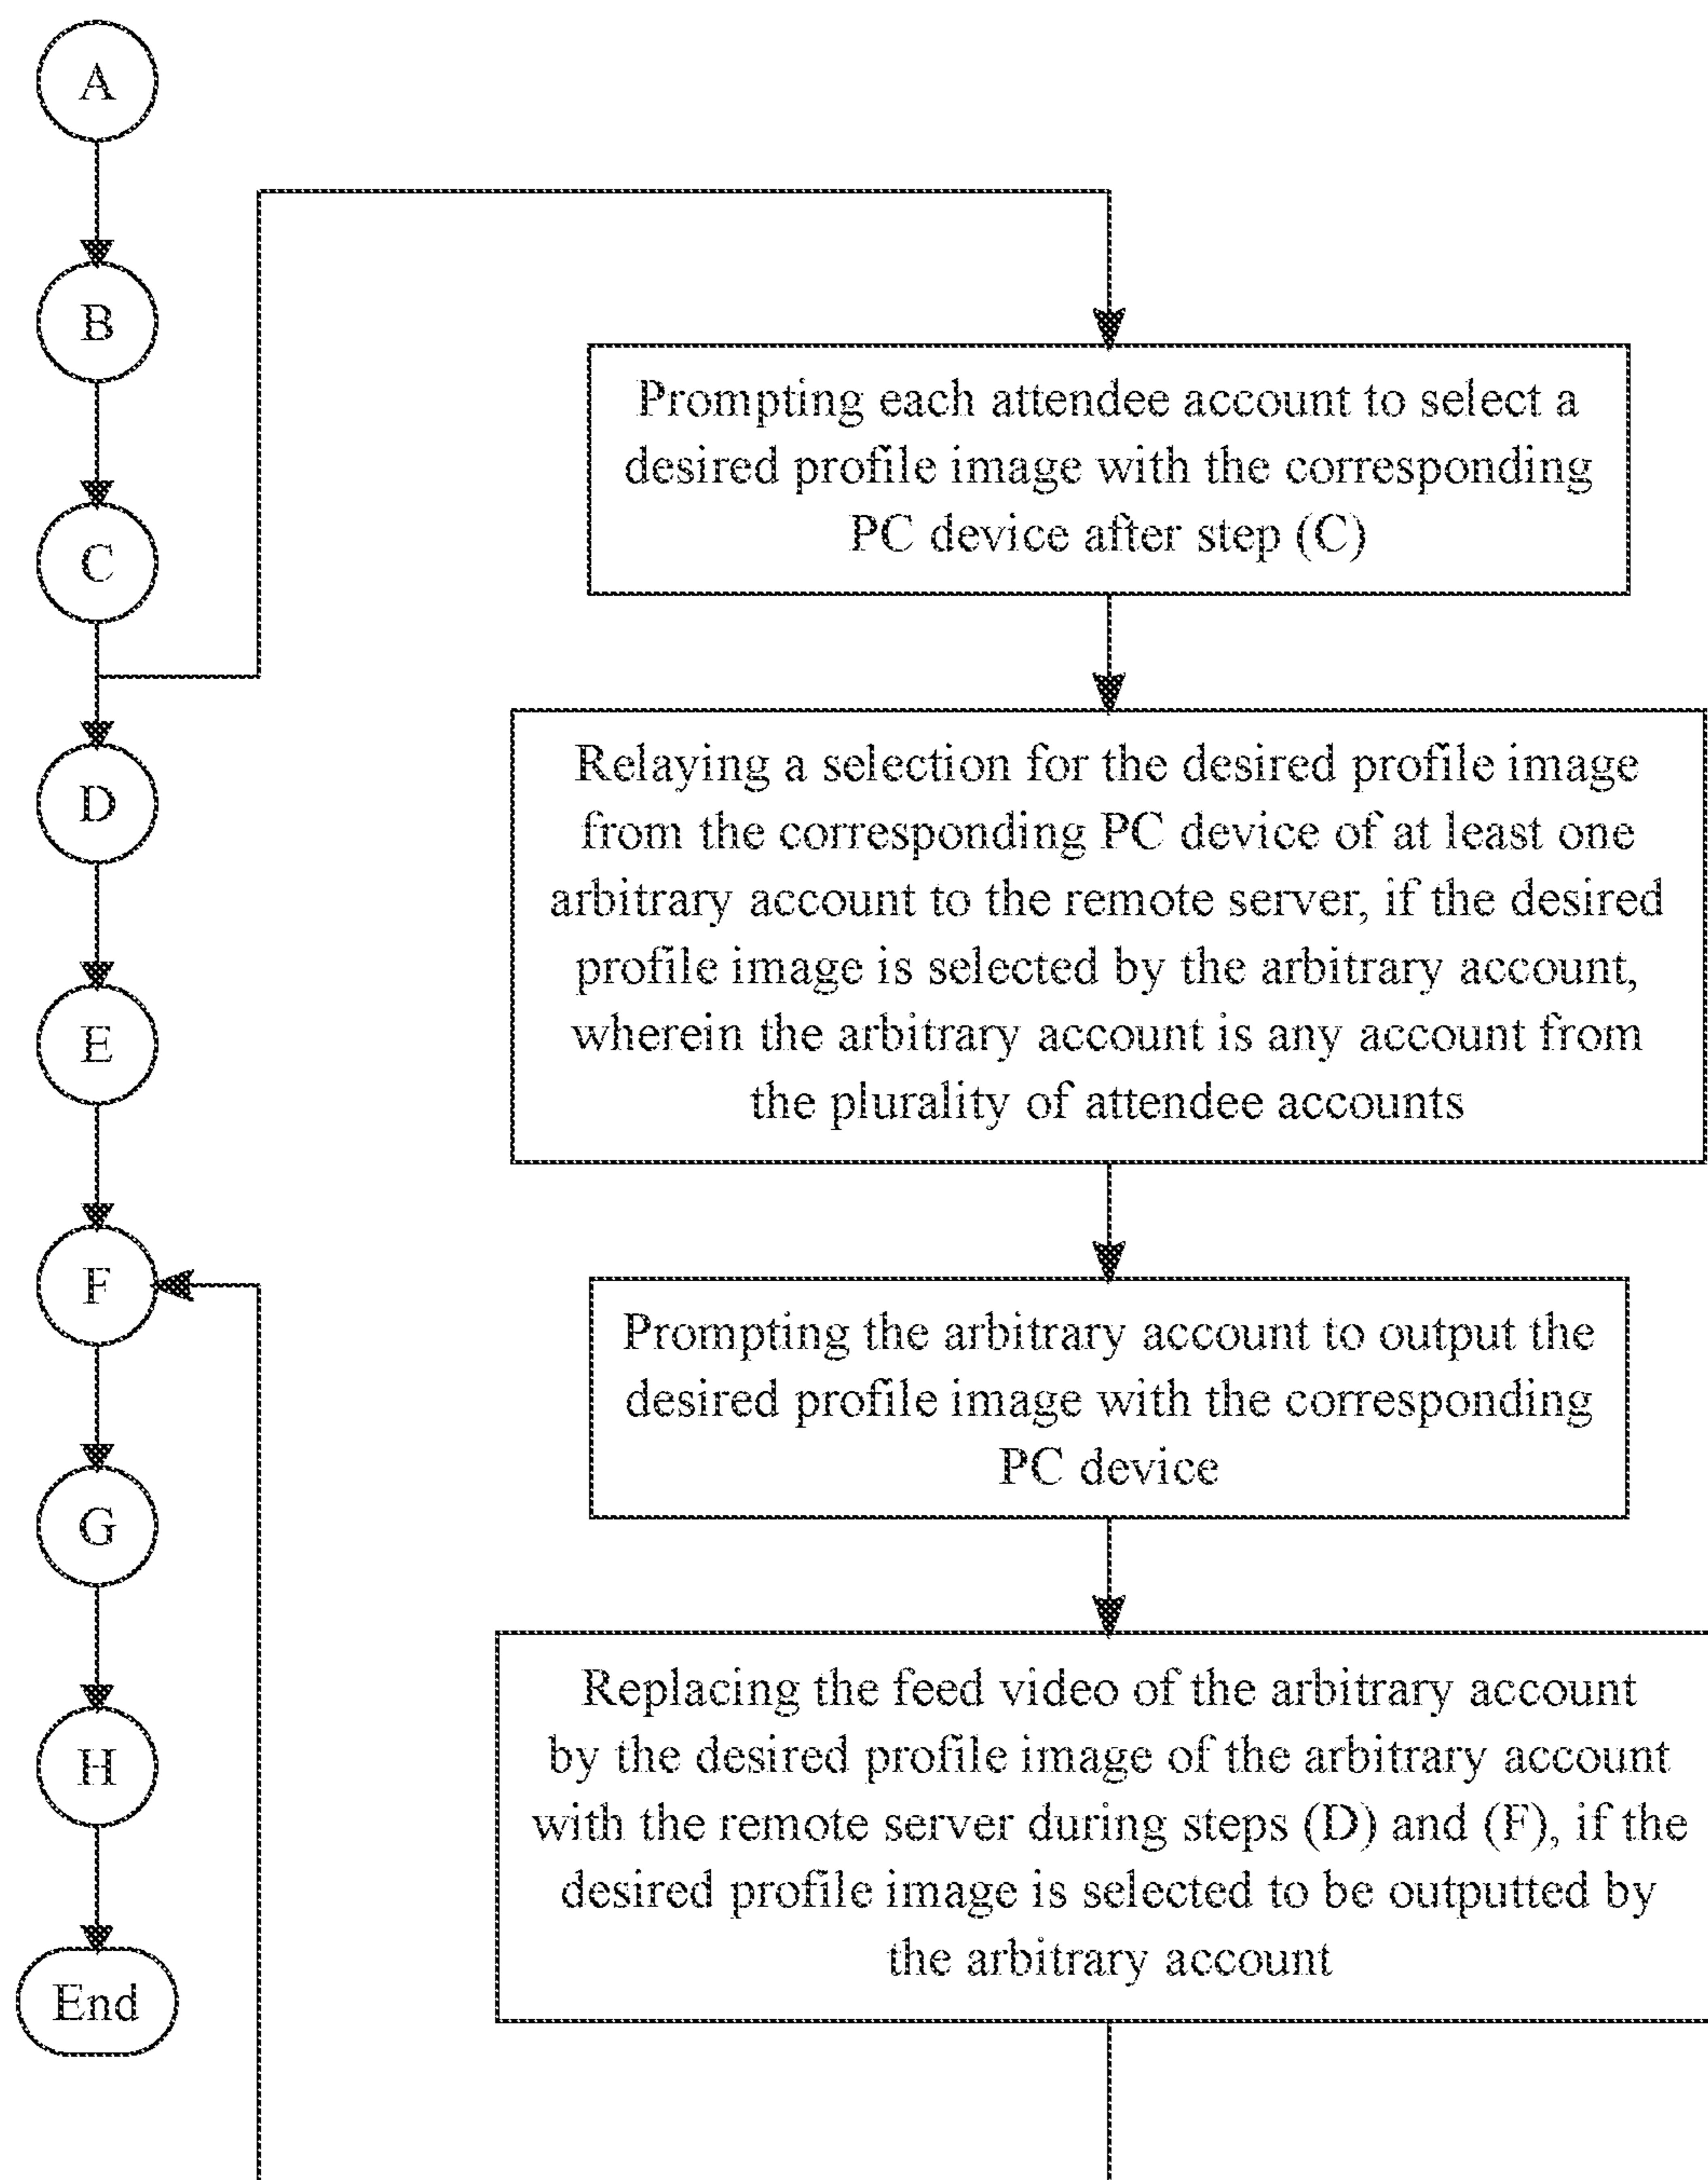 A
B
C
D
E
F
G
H
End
Prompting each attendee account to select a
desired profile image with the corresponding
PC device after step (C)
Relaying a selection for the desired profile image
from the corresponding PC device of at least one
arbitrary account to the remote server, if the desired
profile image is selected by the arbitrary account,
wherein the arbitrary account is any account from
the plurality of attendee accounts
Prompting the arbitrary account to output the
desired profile image with the corresponding
PC device
Replacing the feed video of the arbitrary account
by the desired profile image of the arbitrary account
with the remote server during steps (D) and (F), if the
desired profile image is selected to be outputted by
the arbitrary account